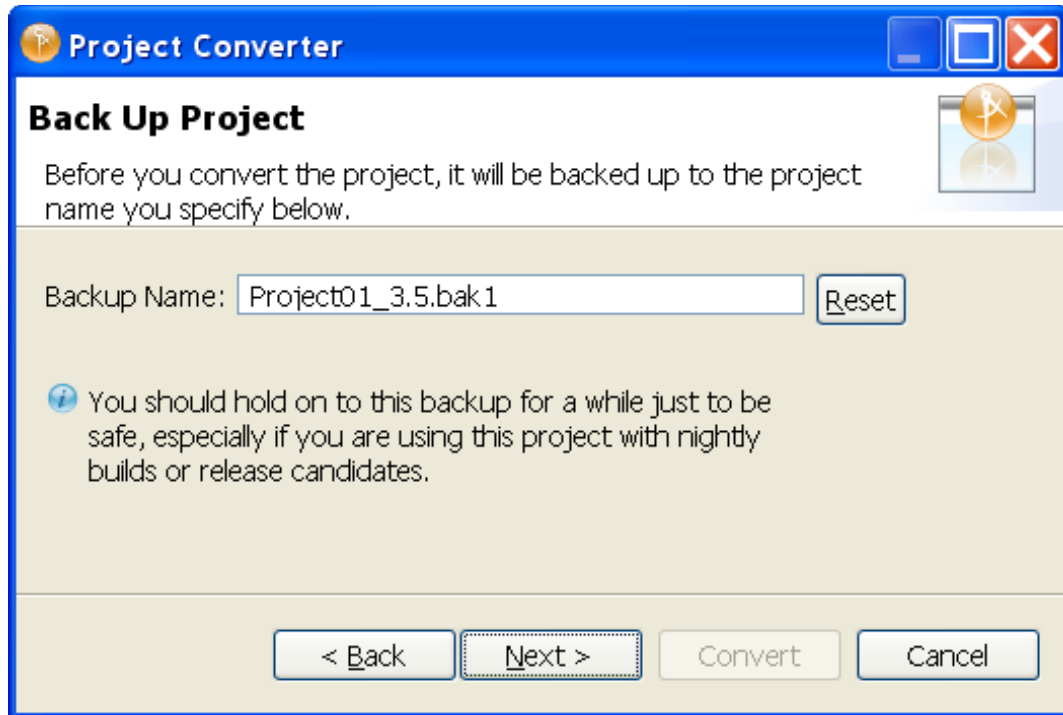 Project Converter
Back Up Project
Before you convert the project, it will be backed up to the project
name you specify below.
Backup Name: Project01_3.5.bak1 Reset
You should hold on to this backup for a while just to be
safe, especially if you are using this project with nightly
builds or release candidates.
< Back Next > Convert Cancel